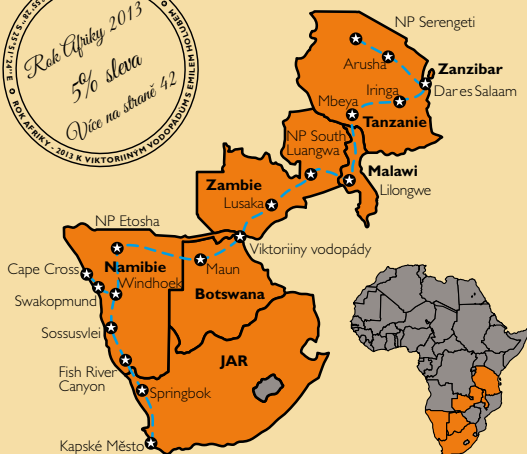 Rok Afriky 2013
5% sleva
Více na straně 42
ROK AFRIKY - 2013 K VIKTORIINÝM VODOPÁDŮM S EMILEM HOLUBEM
NP Serengeti
Arusha
Zanzibar
Dar es Salaam
Iringa
Mbeya
Tanzanie
NP South
Luangwa
Malawi
Lilongwe
Zambie
Lusaka
NP Etosha
Viktoriiny vodopády
Cape Cross
Namibie
Maun
Windhoek
Swakopmund
Botswana
Sossusvlei
JAR
Fish River
Canyon
Springbok
Kapské Město